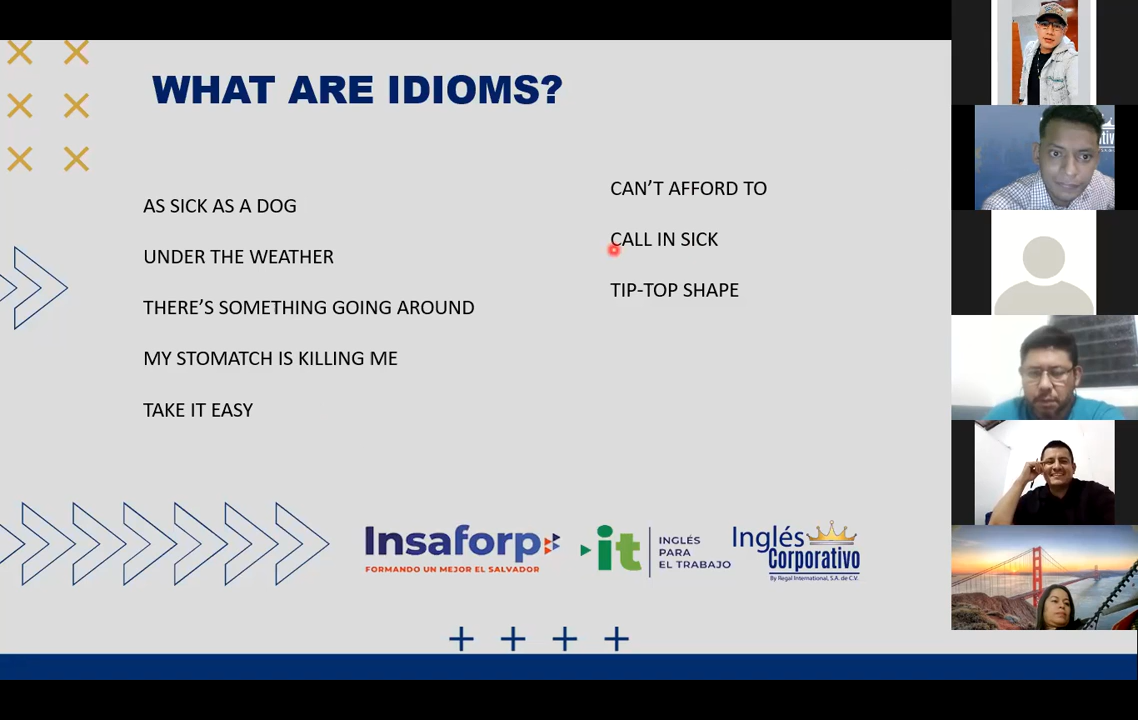 WHAT ARE IDIOMS?
AS SICK AS A DOG
UNDER THE WEATHER
THERE’S SOMETHING GOING AROUND
MY STOMATCH IS KILLING ME
TAKE IT EASY
CAN’T AFFORD TO
CALL IN SICK
TIP-TOP SHAPE
Insaforp
FORMANDO UN MEJOR EL SALVADOR
it
INGLÉS
PARA
EL TRABAJO
Inglés
Corporativo
By Regal International, S.A. de C.V.